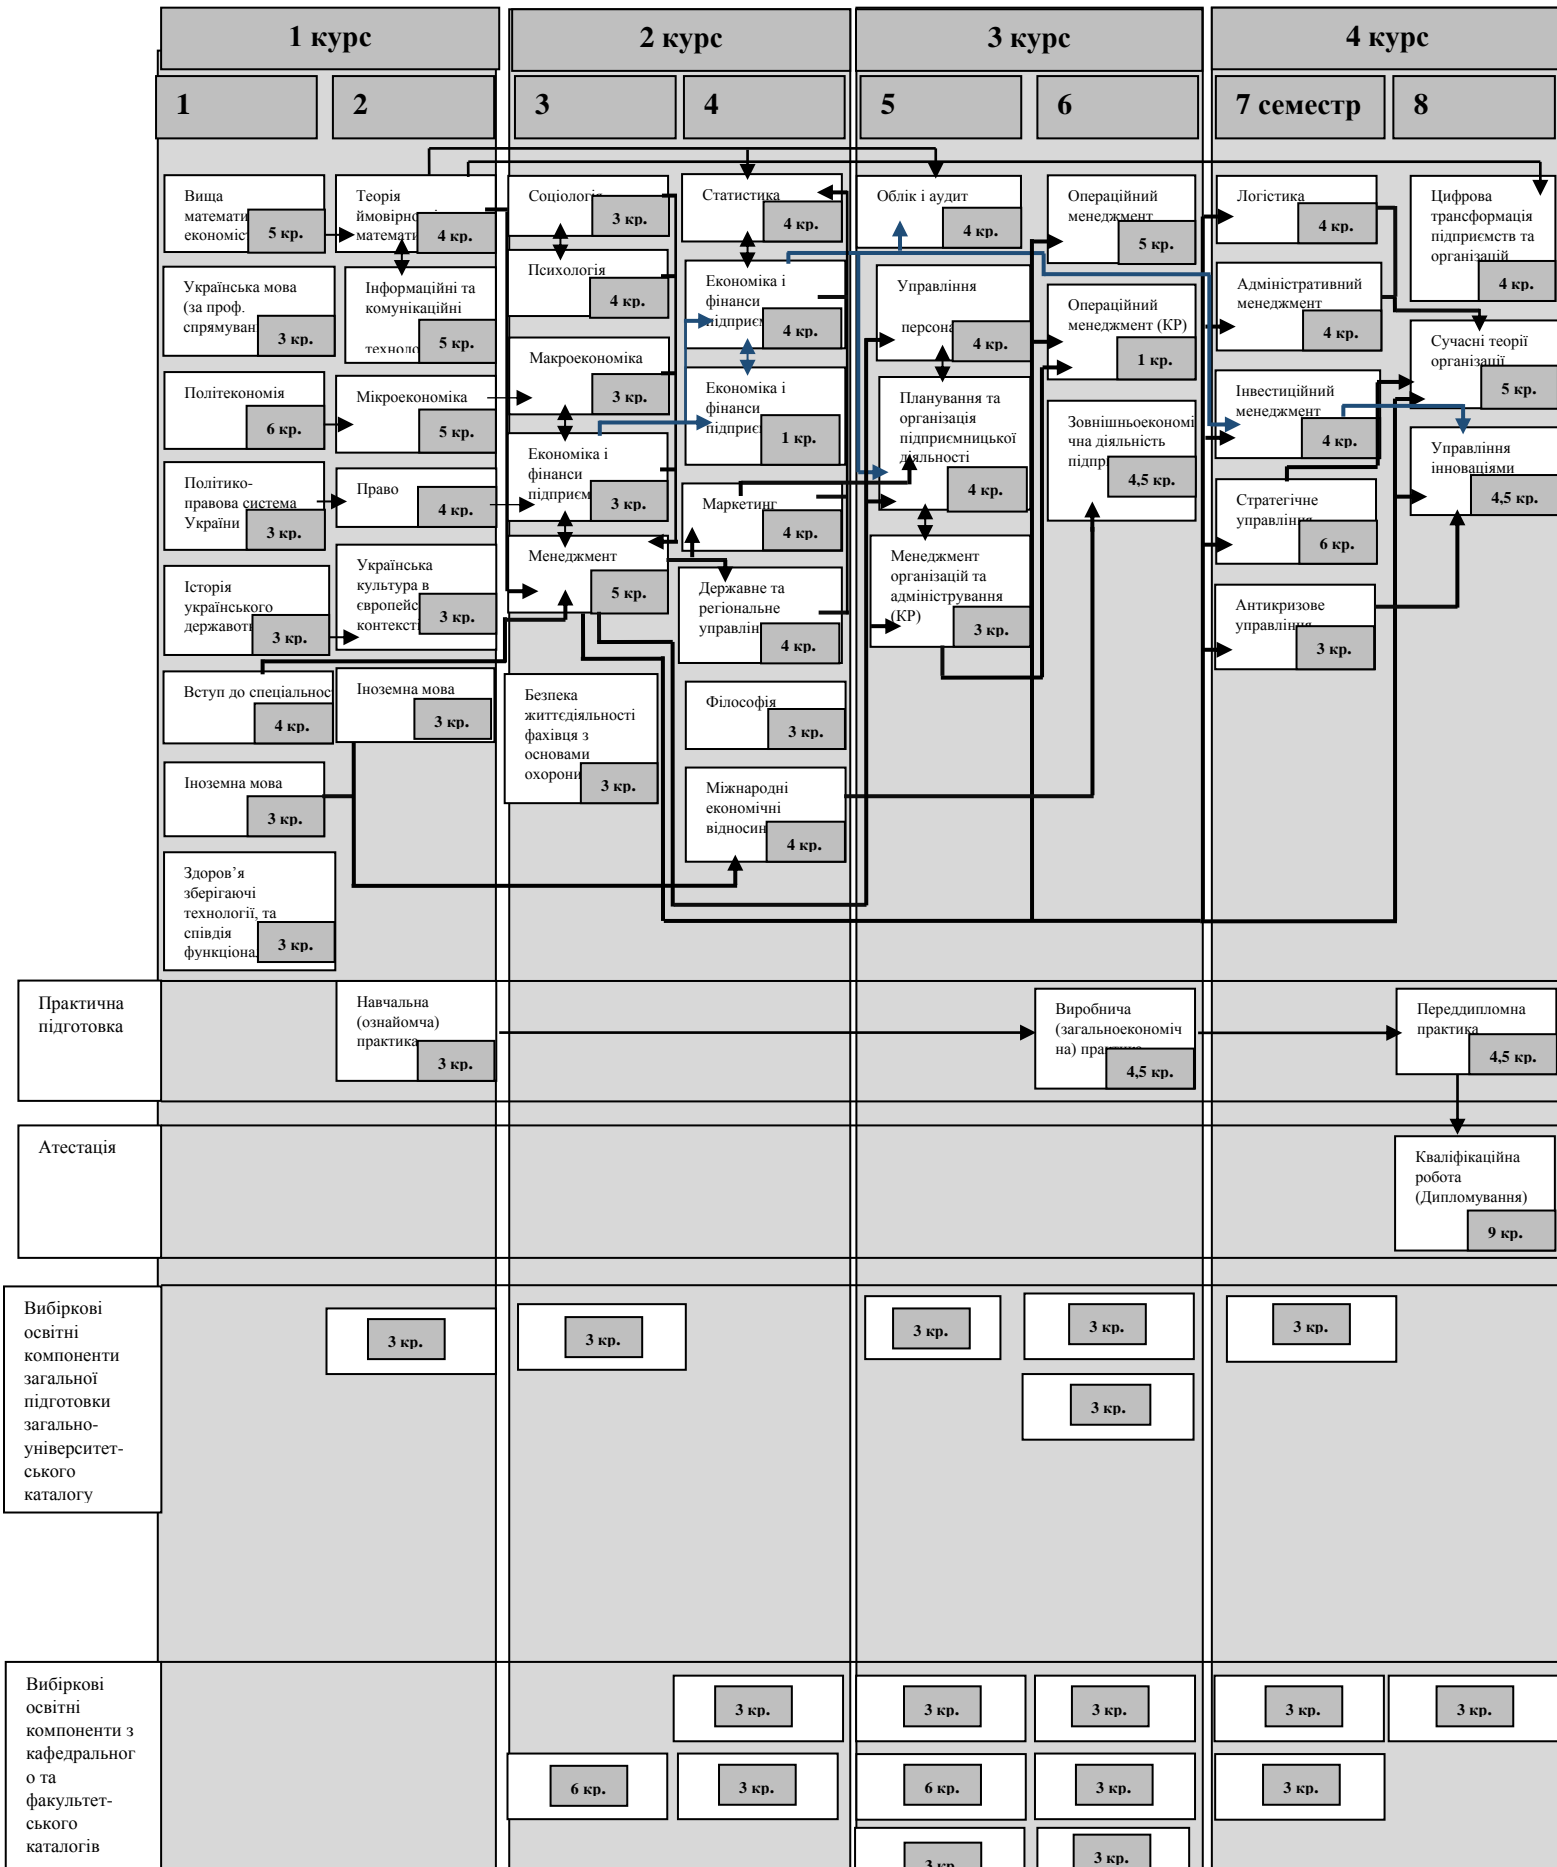 1 курс
2 курс
3 курс
4 курс
1
2
3
4
5
6
7 семестр
8
Вища
5 кр.
Українська мова
(за проф.
3 кр.
Політекономія
6 кр.
Політико-
правова система
України
3 кр.
Історія
українського
3 кр.
Вступ до
4 кр.
Іноземна мова
3 кр.
Здоров’я
зберігаючі
технології, та
співдія
3 кр.
Теорія
4 кр.
Інформаційні та
комунікаційні
5 кр.
Мікроекономіка
5 кр.
Право
4 кр.
Українська
культура в
3 кр.
Іноземна мова
3 кр.
Соціологія
3 кр.
Психологія
4 кр.
Макроекономіка
3 кр.
Економіка і
фінанси
3 кр.
Менеджмент
5 кр.
Безпека
життєдіяльності
фахівця з
основами
3 кр.
Статистика
4 кр.
Економіка і
фінанси
4 кр.
Економіка і
фінанси
1 кр.
Маркетинг
4 кр.
Державне та
регіональне
4 кр.
Філософія
3 кр.
Міжнародні
економічні
4 кр.
Облік і аудит
4 кр.
Управління
4 кр.
Планування та
організація
підприємницької
діяльності
4 кр.
Менеджмент
організацій та
адміністрування
(КР)
3 кр.
Операційний
менеджмент
5 кр.
Операційний
менеджмент (КР)
1 кр.
Зовнішньоекономі
чна діяльність
4,5 кр.
Логістика
4 кр.
Адміністративний
менеджмент
4 кр.
Інвестиційний
менеджмент
4 кр.
Стратегічне
управління
6 кр.
Антикризове
управління
3 кр.
Цифрова
трансформація
підприємств та
організацій
4 кр.
Сучасні теорії
організації
5 кр.
Управління
інноваціями
4,5 кр.
Практична
підготовка
Навчальна
(ознайомча)
практика
3 кр.
Виробнича
(загальноекономіч
на)
4,5 кр.
Переддипломна
практика
4,5 кр.
Атестація
Кваліфікаційна
робота
(Дипломування)
9 кр.
Вибіркові
освітні
компоненти
загальної
підготовки
загально-
університет-
ського
каталогу
3 кр.
3 кр.
3 кр.
3 кр.
3 кр.
3 кр.
Вибіркові
освітні
компоненти з
кафедральног
о та
факультет-
ського
каталогів
3 кр.
3 кр.
3 кр.
3 кр.
3 кр.
6 кр.
3 кр.
6 кр.
3 кр.
3 кр.
3 кр.
3 кр.